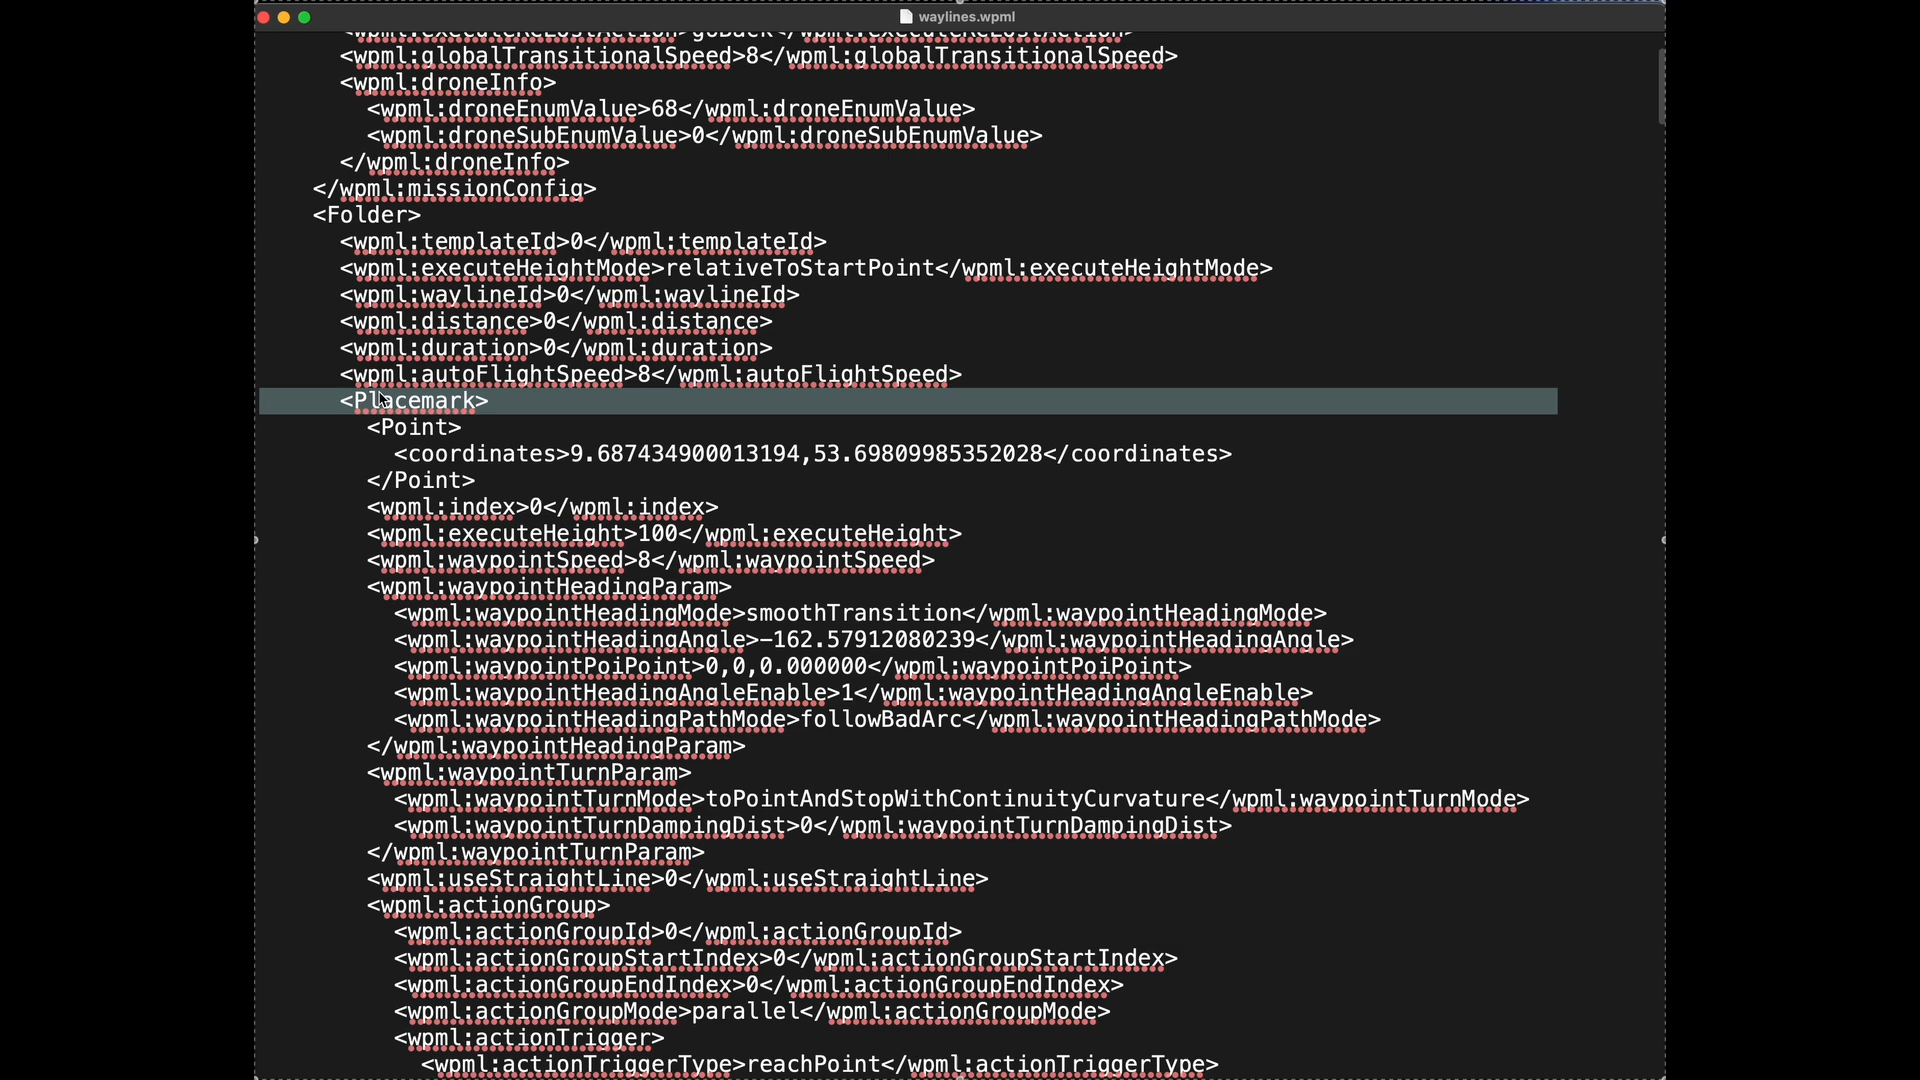 waylines.wpml
<wpml:executeRCLostAction>goBack</wpml:executeRCLostAction>
<wpml:globalTransitionalSpeed>8</wpml:globalTransitionalSpeed>
<wpml:droneInfo>
<wpml:droneEnumValue>68</wpml:droneEnumValue>
<wpml:droneSubEnumValue>0</wpml:droneSubEnumValue>
</wpml:droneInfo>
</wpml:missionConfig>
<Folder>
<wpml:templateId>0</wpml:templateId>
<wpml:executeHeightMode>relativeToStartPoint</wpml:executeHeightMode>
<wpml:waylineId>0</wpml:waylineId>
<wpml:distance>0</wpml:distance>
<wpml:duration>0</wpml:duration>
<wpml:autoFlightSpeed>8</wpml:autoFlightSpeed>
<Placemark>
<Point>
<coordinates>9.687434900013194,53.69809985352028</coordinates>
</Point>
<wpml:index>0</wpml:index>
<wpml:executeHeight>100</wpml:executeHeight>
<wpml:waypointSpeed>8</wpml:waypointSpeed>
<wpml:waypointHeadingParam>
<wpml:waypointHeadingMode>smoothTransition</wpml:waypointHeadingMode>
<wpml:waypointHeadingAngle>-162.57912080239</wpml:waypointHeadingAngle>
<wpml:waypointPoiPoint>0,0,0.000000</wpml:waypointPoiPoint>
<wpml:waypointHeadingAngleEnable>1</wpml:waypointHeadingAngleEnable>
<wpml:waypointHeadingPathMode>followBadArc</wpml:waypointHeadingPathMode>
</wpml:waypointHeadingParam>
<wpml:waypointTurnParam>
<wpml:waypointTurnMode>toPointAndStopWithContinuityCurvature</wpml:waypointTurnMode>
<wpml:waypointTurnDampingDist>0</wpml:waypointTurnDampingDist>
</wpml:waypointTurnParam>
<wpml:useStraightLine>0</wpml:useStraightLine>
<wpml:actionGroup>
<wpml:actionGroupId>0</wpml:actionGroupId>
<wpml:actionGroupStartIndex>0</wpml:actionGroupStartIndex>
<wpml:actionGroupEndIndex>0</wpml:actionGroupEndIndex>
<wpml:actionGroupMode>parallel</wpml:actionGroupMode>
<wpml:actionTrigger>
<wpml:actionTriggerType>reachPoint</wpml:actionTriggerType>